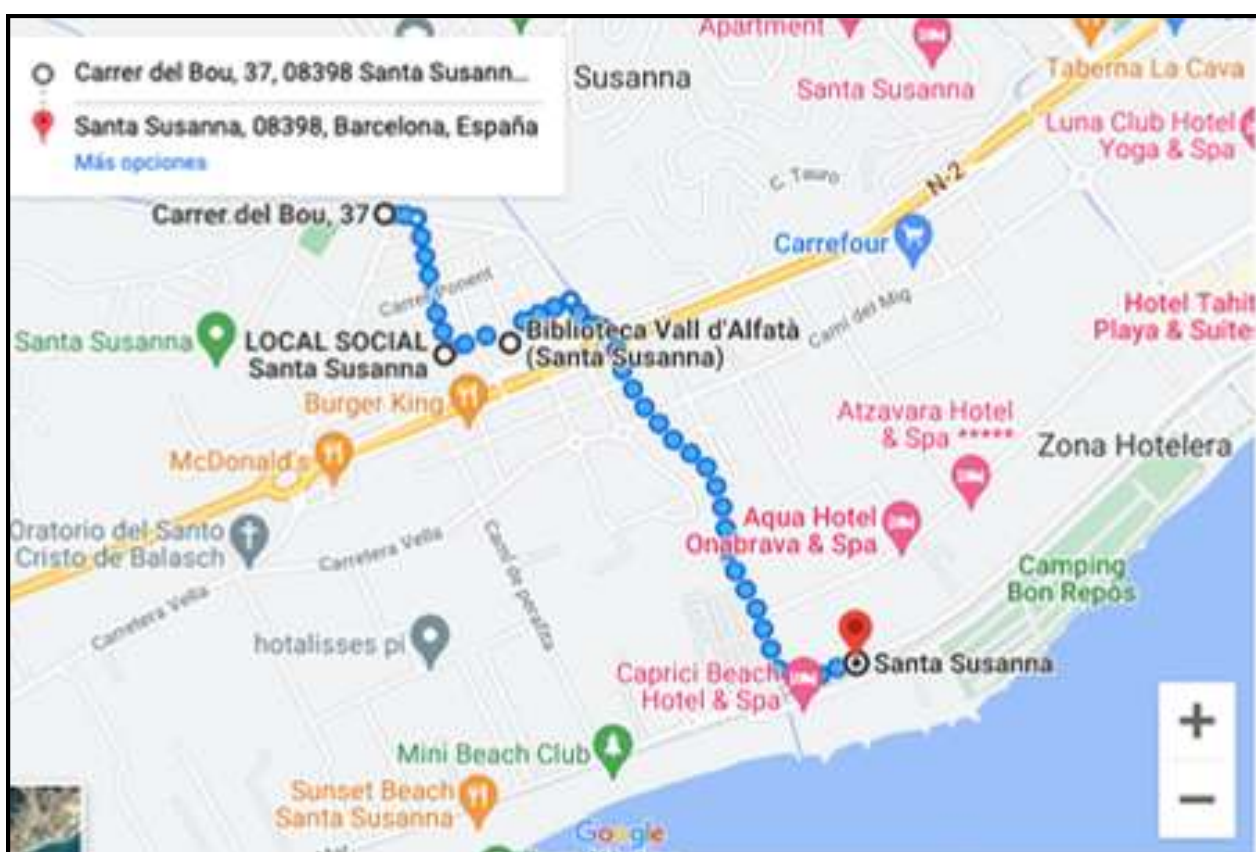 Carrer del Bou, 37, 08398 Santa Susann...
Santa Susanna, 08398, Barcelona, España
Más opciones
Apartment
Susanna
Santa Susanna
Taberna La Cava
Luna Club Hotel
Yoga & Spa
C. Tauro
N-2
Carrer del Bou, 37
Carrefour
Carrer Ponent
Camí del Mig
Hotel Tahit
Playa & Suite
Santa Susanna
LOCAL SOCIAL
Santa Susanna
Biblioteca Vall d'Alfatà
(Santa Susanna)
Burger King
McDonald's
Atzavara Hotel
& Spa *****
Zona Hotelera
Oratorio del Santo
Cristo de Balasch
Carretera Vella
Camí de perafita
Aqua Hotel
Onabrava & Spa
Camping
Bon Repòs
Carretera Vella
hotalisses pi
Santa Susanna
Caprici Beach
Hotel & Spa
Mini Beach Club
Sunset Beach
Santa Susanna
Google
+
−